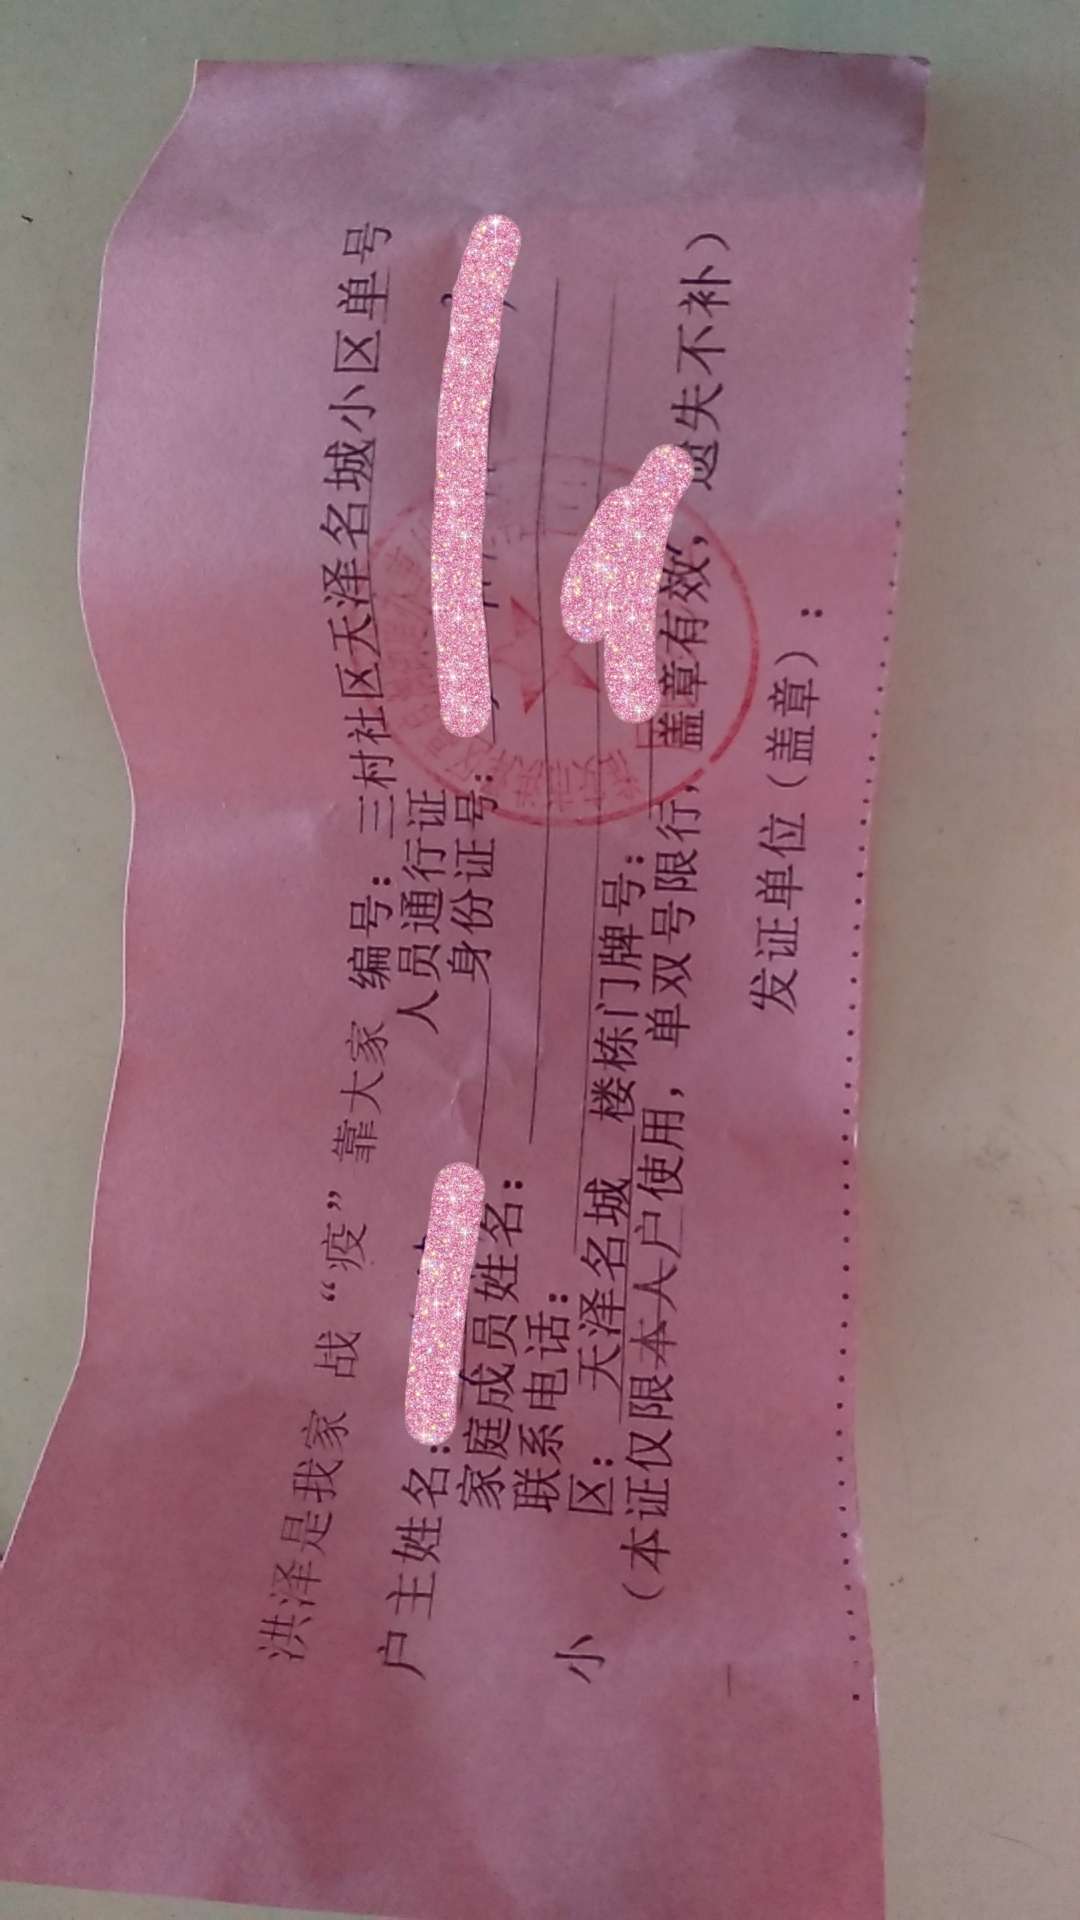 洪泽是我家 战“疫”靠大家 编号：
三村社区天泽名城小区单号
人员通行证
户主姓名：
身份证号：
家庭成员姓名：
联系电话：
小区：天泽名城 楼栋门牌号：
（本证仅限本人户使用，单双号限行，盖章有效，遗失不补）
发证单位（盖章）：